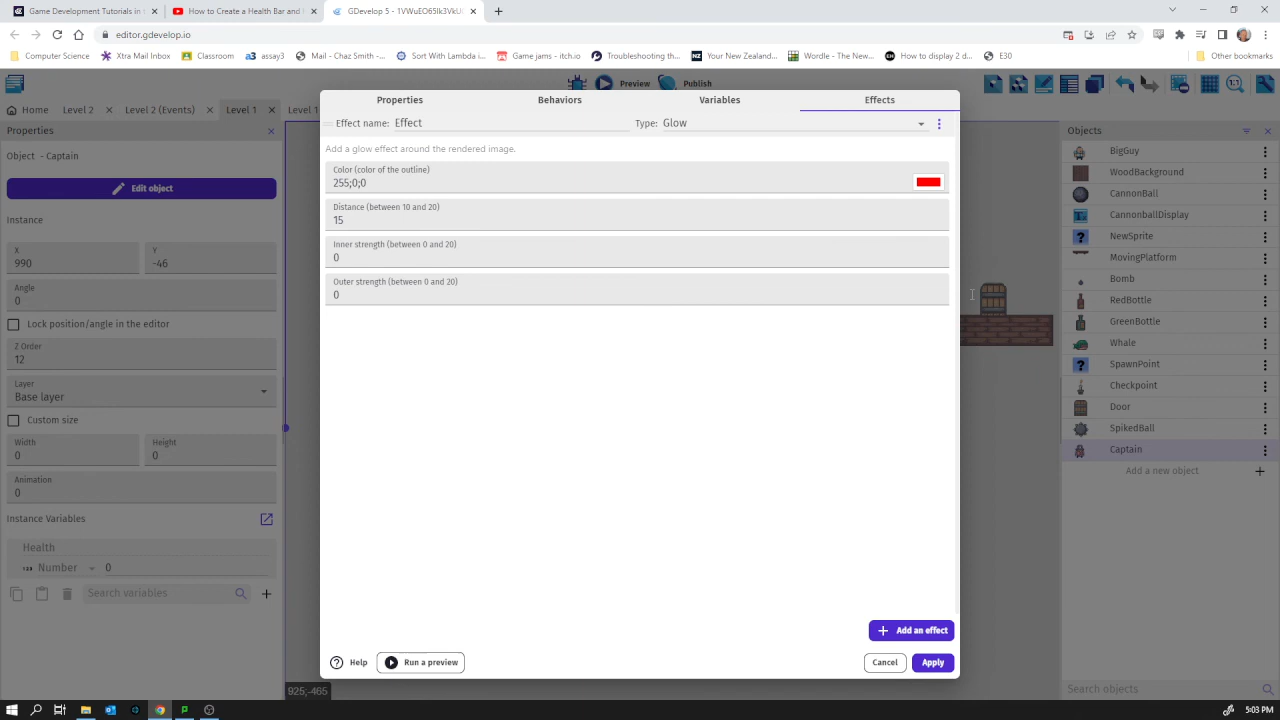 Game Development Tutorials in t
How to Create a Health Bar and H
GDevelop 5 - 1VWuEO65Ik3VkU
editor.gdevelop.io
Computer Science
Xtra Mail Inbox
Classroom
a3 assay3
Mail - Chaz Smith -...
Sort With Lambda i...
Game jams - itch.io
Troubleshooting th...
NZ Your New Zealand...
Wordle - The New...
How to display 2 d...
E30
Other bookmarks
Preview
Publish
Home
Level 2
Level 2 (Events)
Level 1
Level 1
Properties
Object - Captain
Edit object
Instance
X
990
Y
-46
Angle
0
Lock position/angle in the editor
Z Order
12
Layer
Base layer
Custom size
Width
0
Height
0
Animation
0
Instance Variables
Health
123 Number
0
Search variables
Properties
Behaviors
Variables
Effects
Effect name: Effect
Type: Glow
Add a glow effect around the rendered image.
Color (color of the outline)
255;0;0
Distance (between 10 and 20)
15
Inner strength (between 0 and 20)
0
Outer strength (between 0 and 20)
0
Add an effect
Help
Run a preview
Cancel
Apply
925;-465
Objects
BigGuy
WoodBackground
CannonBall
CannonballDisplay
NewSprite
MovingPlatform
Bomb
RedBottle
GreenBottle
Whale
SpawnPoint
Checkpoint
Door
SpikedBall
Captain
Add a new object
Search objects
5:03 PM